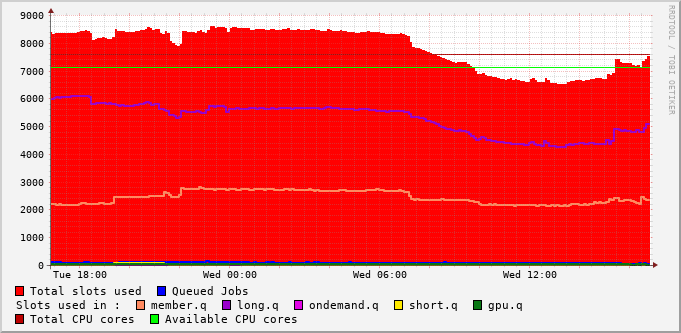 9000
8000
7000
6000
5000
4000
3000
2000
1000
0
Tue 18:00 Wed 00:00 Wed 06:00 Wed 12:00
RRDTOOL / TOBI OETIKER
Total slots used Queued Jobs
Slots used in : member.q long.q ondemand.q short.q gpu.q
Total CPU cores Available CPU cores